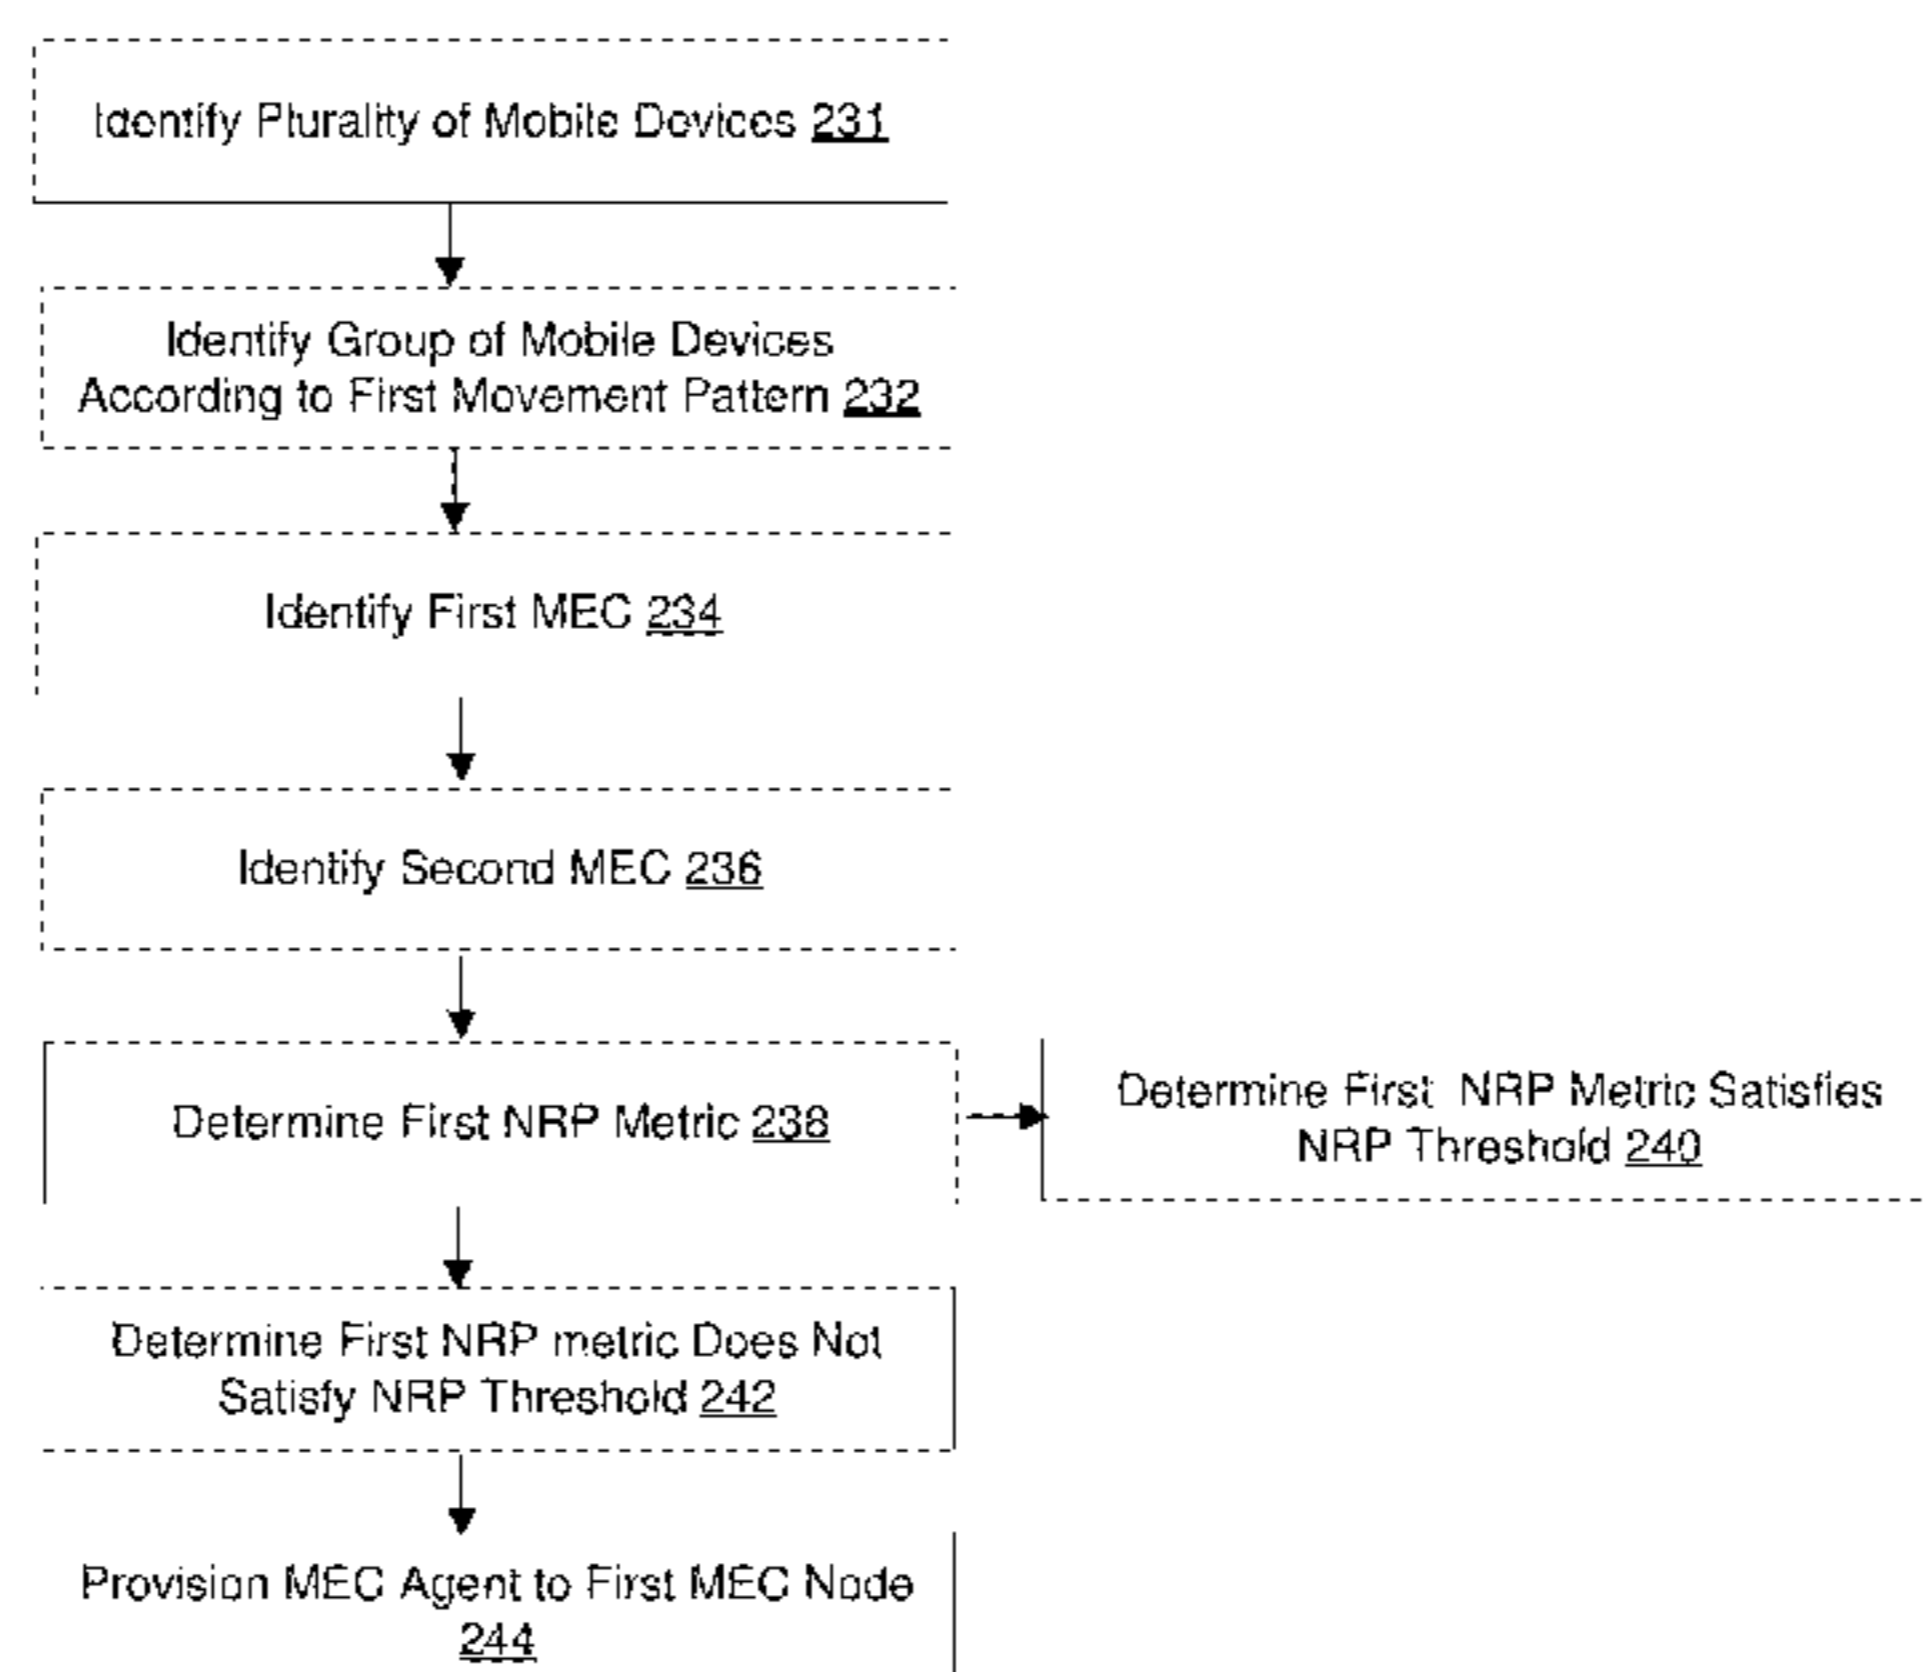 Identify Plurality of Mobile Devices 231
Identify Group of Mobile Devices
According to First Movement Pattern 232
Identify First MEC 234
Identify Second MEC 236
Determine First NRP Metric 238
Determine First NRP Metric Satisfies
NRP Threshold 240
Determine First NRP metric Does Not
Satisfy NRP Threshold 242
Provision MEC Agent to First MEC Node
244